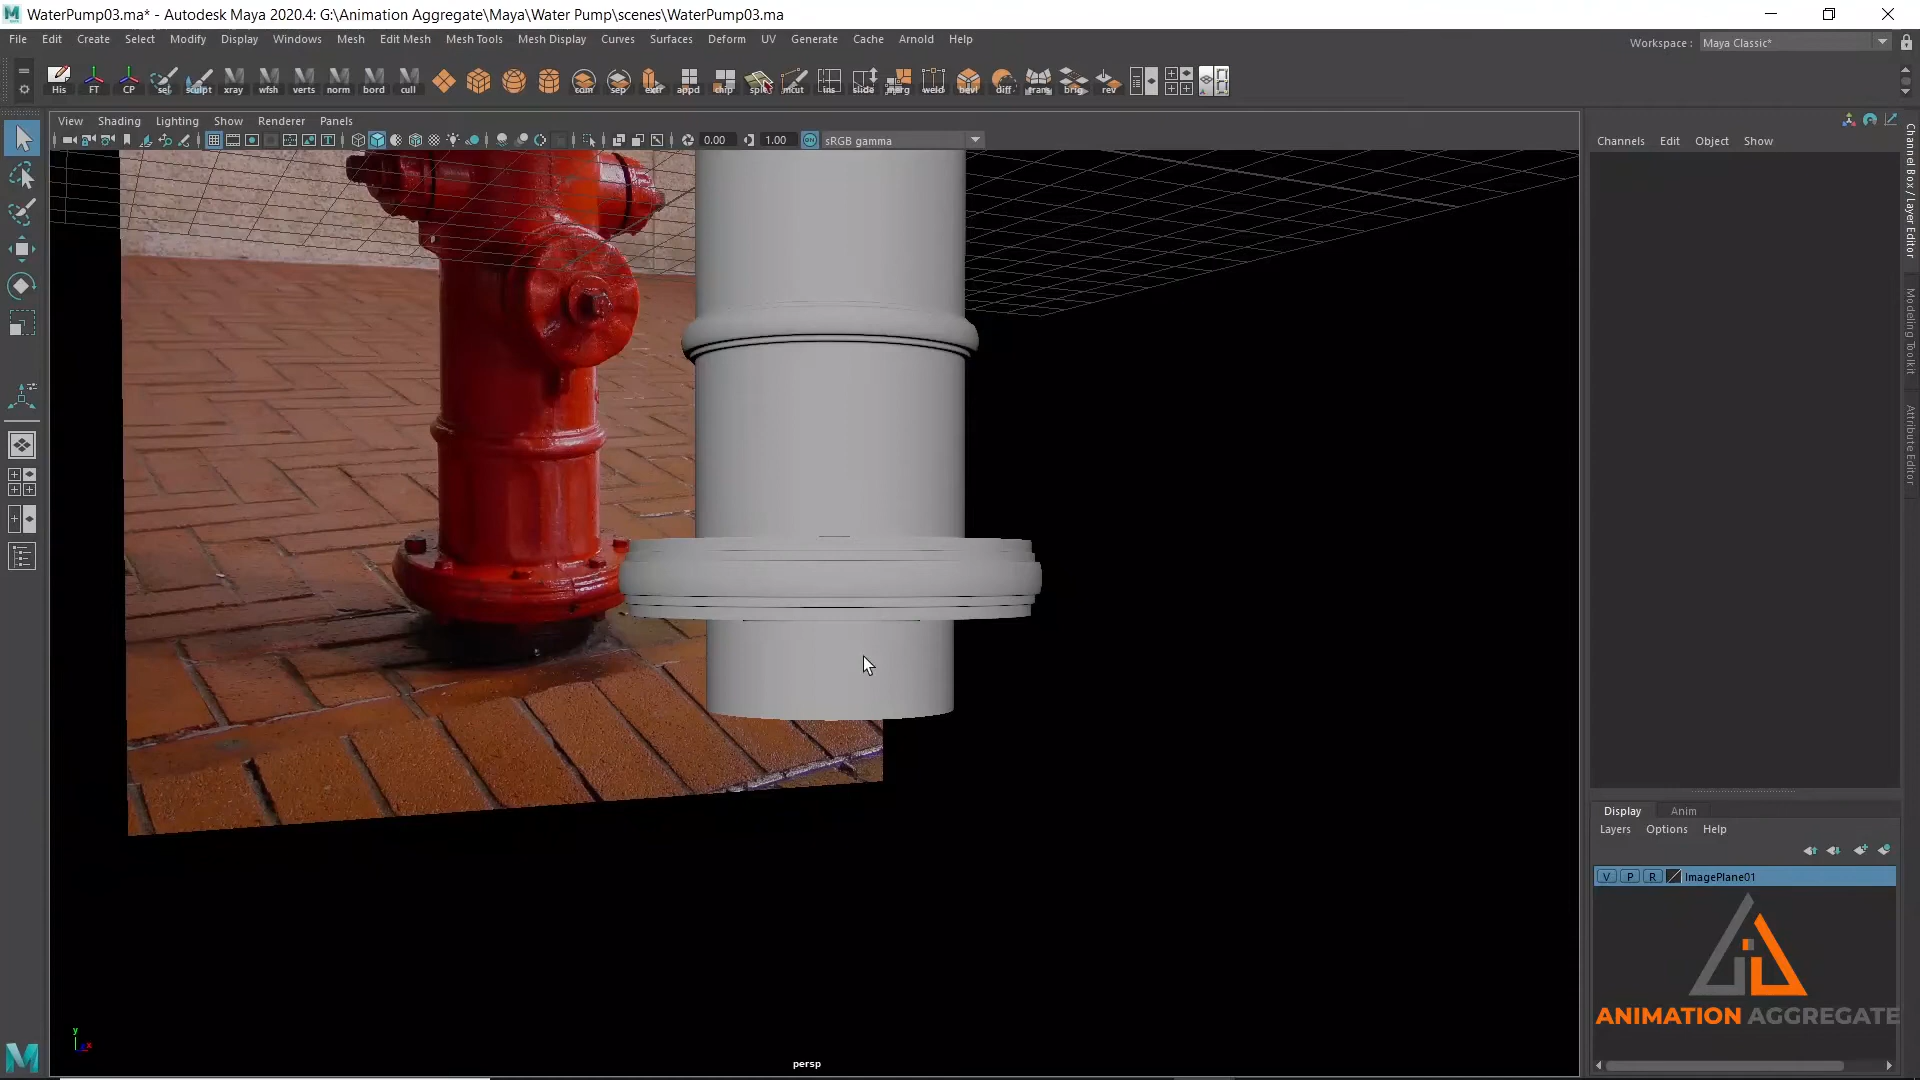 WaterPump03.ma* - Autodesk Maya 2020.4: G:\Animation Aggregate\Maya\Water Pump\scenes\WaterPump03.ma
File Edit Create Select Modify Display Windows Mesh Edit Mesh Mesh Tools Mesh Display Curves Surfaces Deform UV Generate Cache Arnold Help
Workspace : Maya Classic*
His FT CP sel sculpt xray wfsh verts norm bord cull com sep extr appd chip split mcut ins slide merg weld bevl diff trans brig rev
View Shading Lighting Show Renderer Panels
0.00 1.00 sRGB gamma
Channels Edit Object Show
Channel Box / Layer Editor
Modeling Toolkit
Attribute Editor
Display Anim
Layers Options Help
V P R ImagePlane01
ANIMATION AGGREGATE
y
x
persp